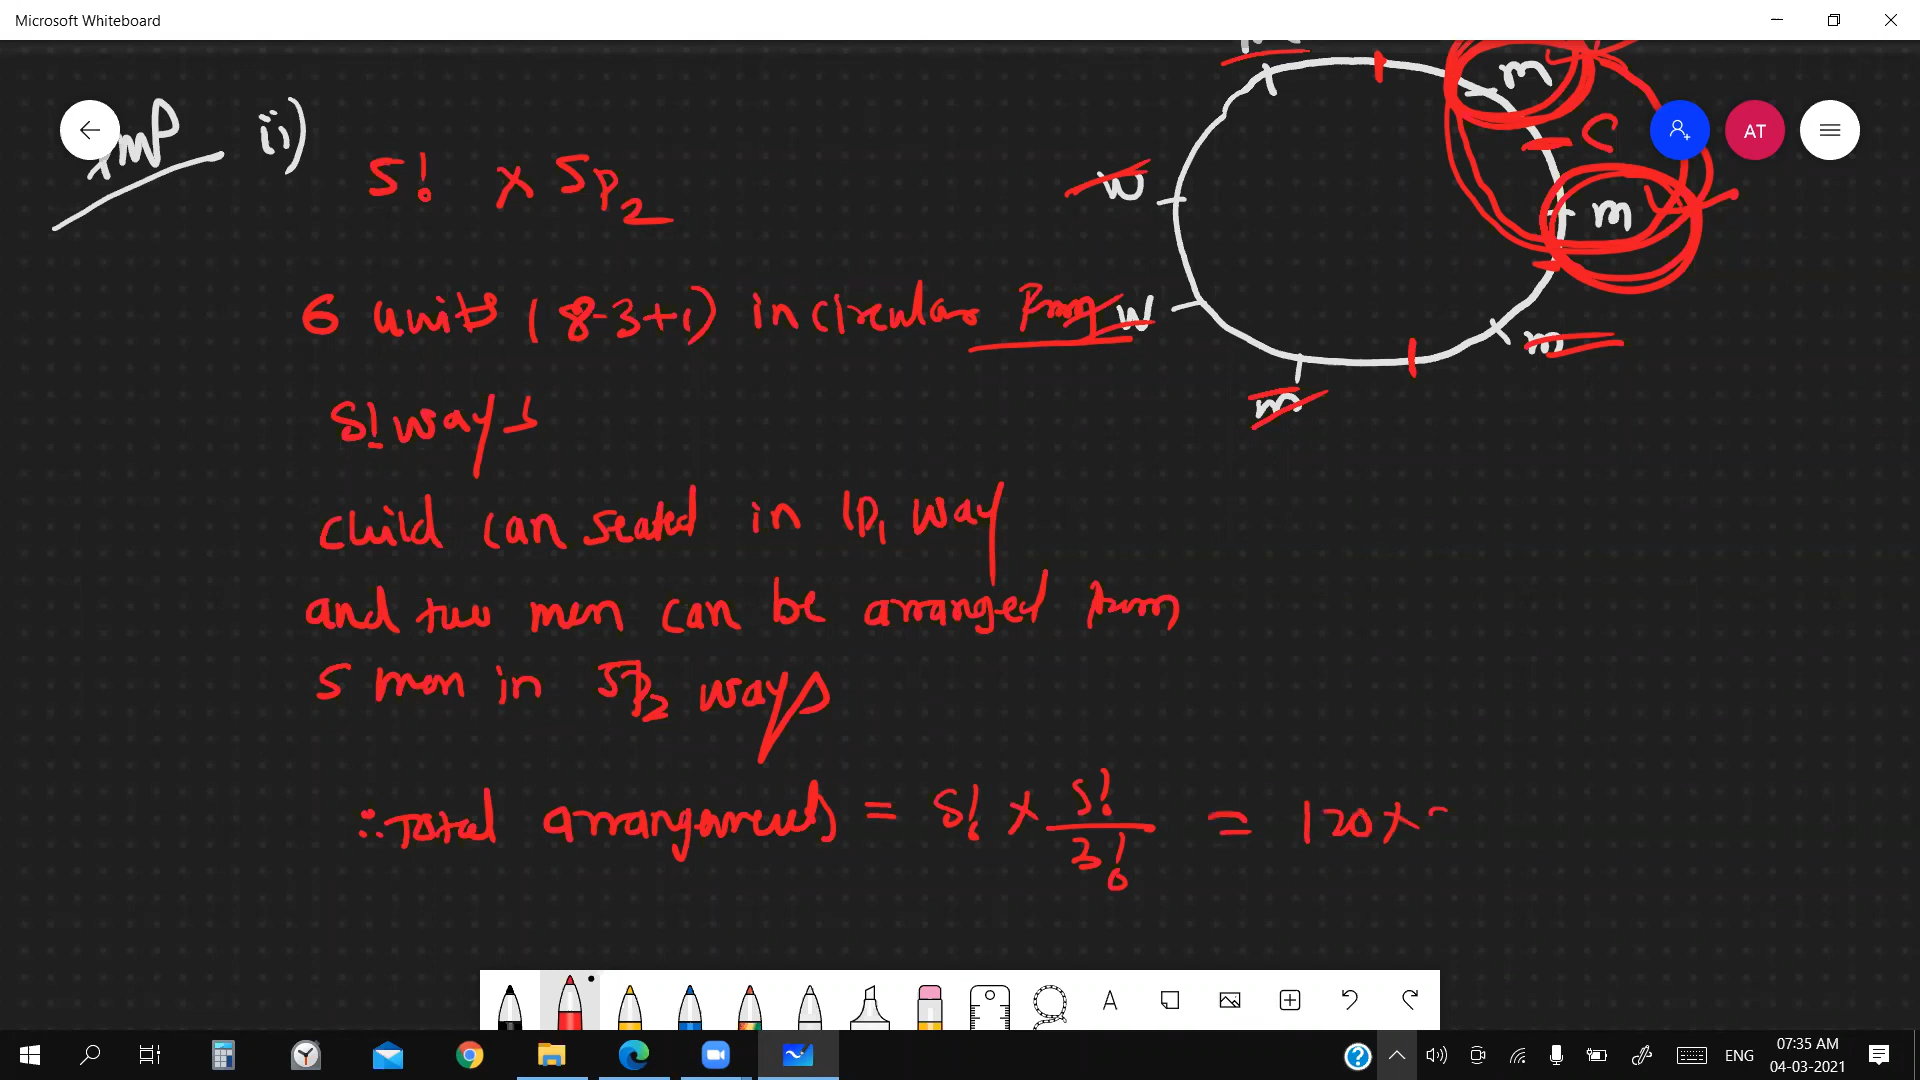 Microsoft Whiteboard
ImP ii)
5! × 5P2
6 units (8-3+1) in circular
5! ways
child can seated in 1P1 way
and two men can be arranged from
5 men in 5P2 ways
∴ Total arrangements = 5! × 5!/3! = 120×
m
C
m
m
m
W
W
AT
A
ENG
07:35 AM
04-03-2021